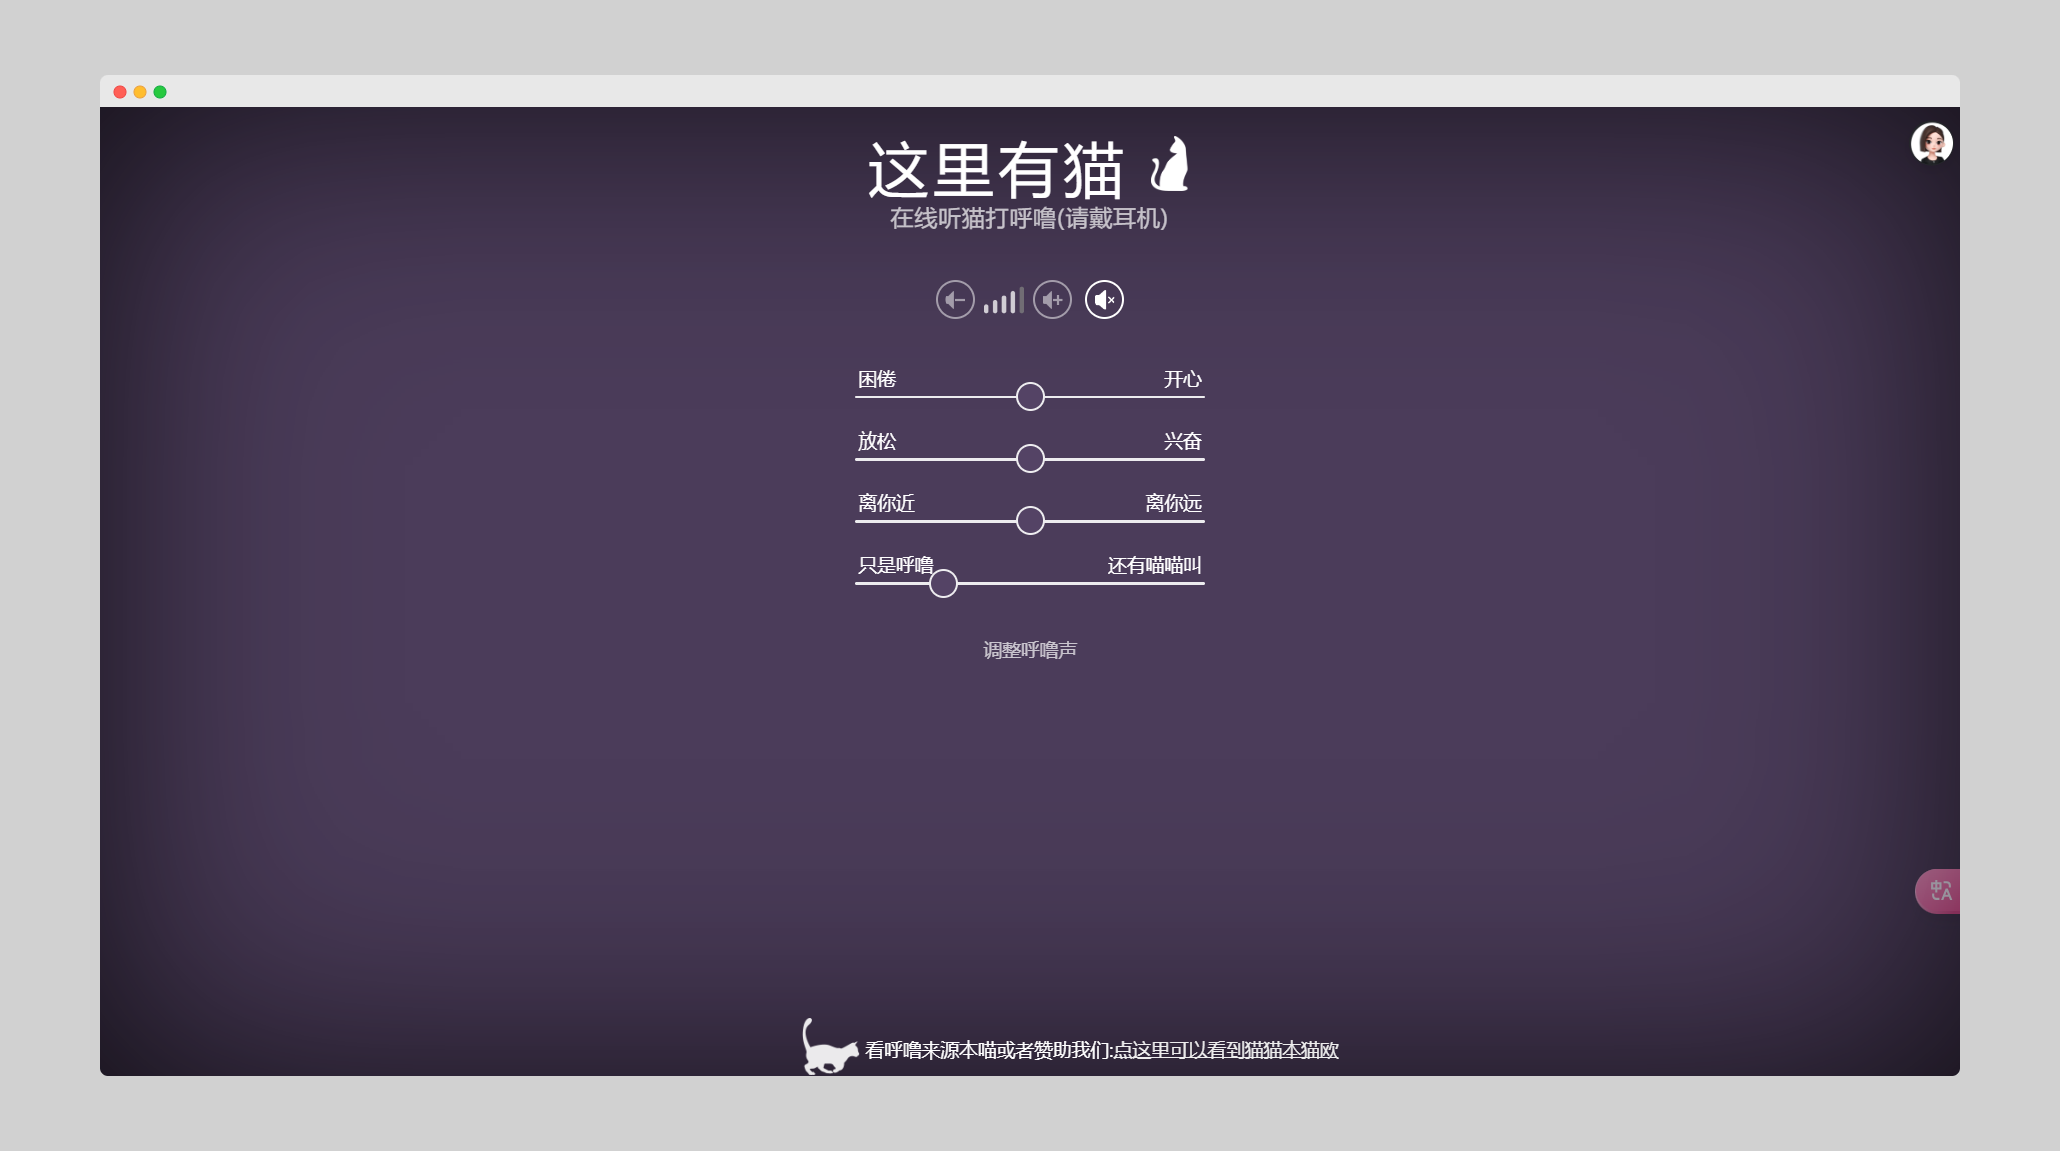 这里有猫
在线听猫打呼噜(请戴耳机)
困倦 开心
放松 兴奋
离你近 离你远
只是呼噜 还有喵喵叫
调整呼噜声
中A
看呼噜来源本喵或者赞助我们:点这里可以看到猫猫本猫欧